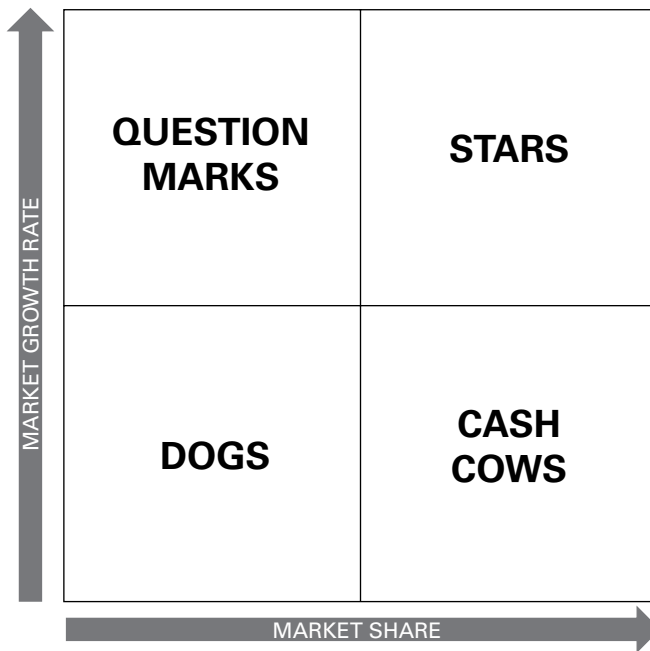 MARKET GROWTH RATE
QUESTION
MARKS
STARS
DOGS
CASH
COWS
MARKET SHARE